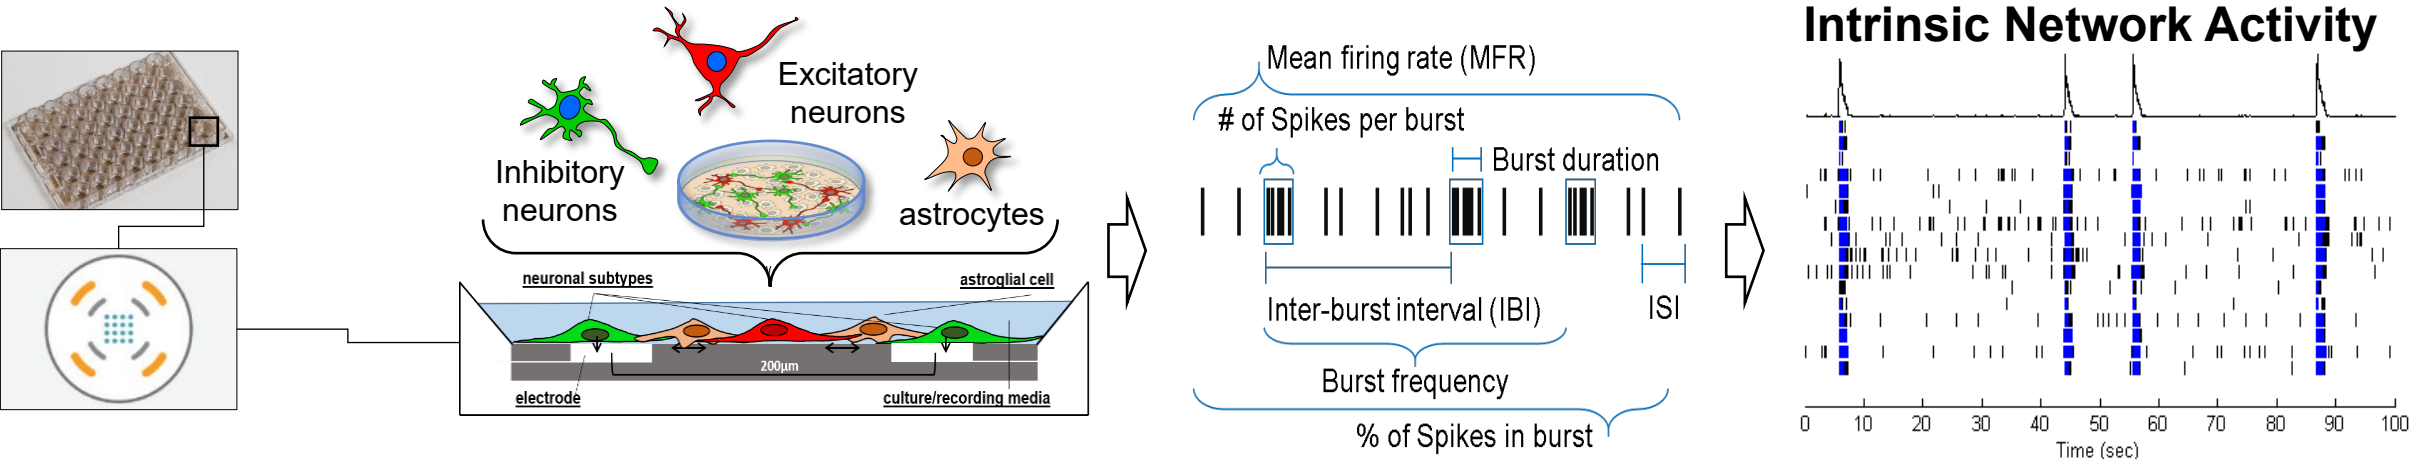 Excitatory
neurons
Inhibitory
neurons
astrocytes
neuronal subtypes
astroglial cell
200µm
electrode
culture/recording media
Mean firing rate (MFR)
# of Spikes per burst
Burst duration
Inter-burst interval (IBI)
ISI
Burst frequency
% of Spikes in burst
Intrinsic Network Activity
0 10 20 30 40 50 60 70 80 90 100
Time (sec)